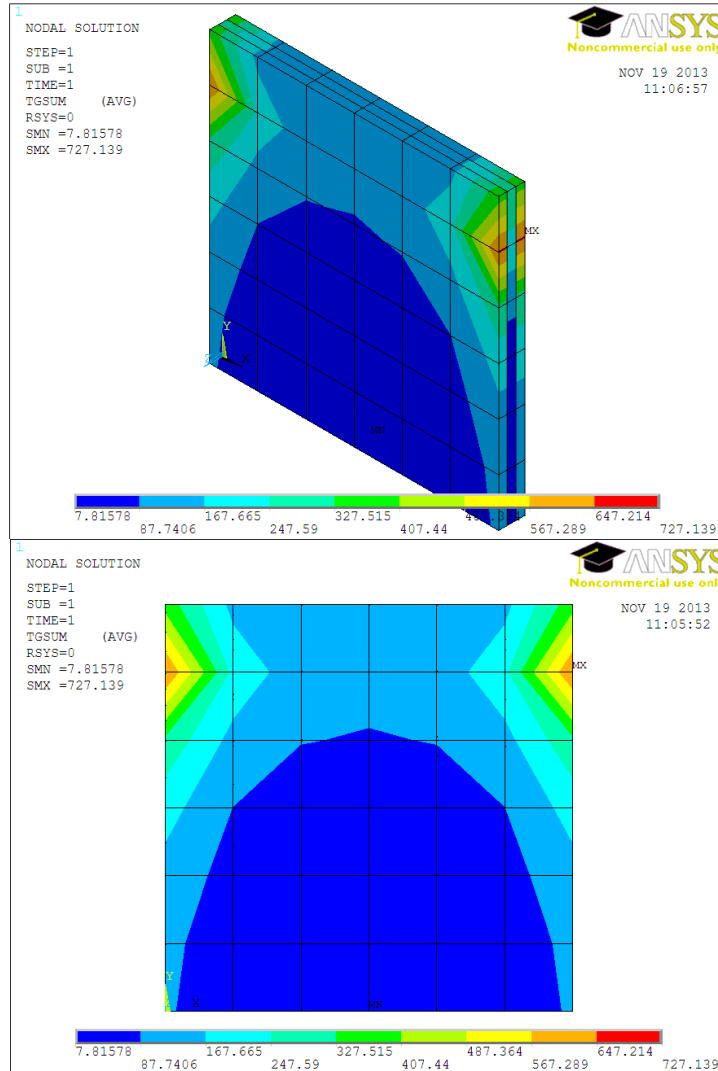 1
NODAL SOLUTION
STEP=1
SUB =1
TIME=1
TGSUM (AVG)
RSYS=0
SMN =7.81578
SMX =727.139
ANSYS
Noncommercial use only
NOV 19 2013
11:06:57
MX
Y
Z X
MN
7.81578 167.665 327.515 647.214
87.7406 247.59 407.44 567.289 727.139
1
NODAL SOLUTION
STEP=1
SUB =1
TIME=1
TGSUM (AVG)
RSYS=0
SMN =7.81578
SMX =727.139
ANSYS
Noncommercial use only
NOV 19 2013
11:05:52
MX
Y
X
MN
7.81578 167.665 327.515 487.364 647.214
87.7406 247.59 407.44 567.289 727.139